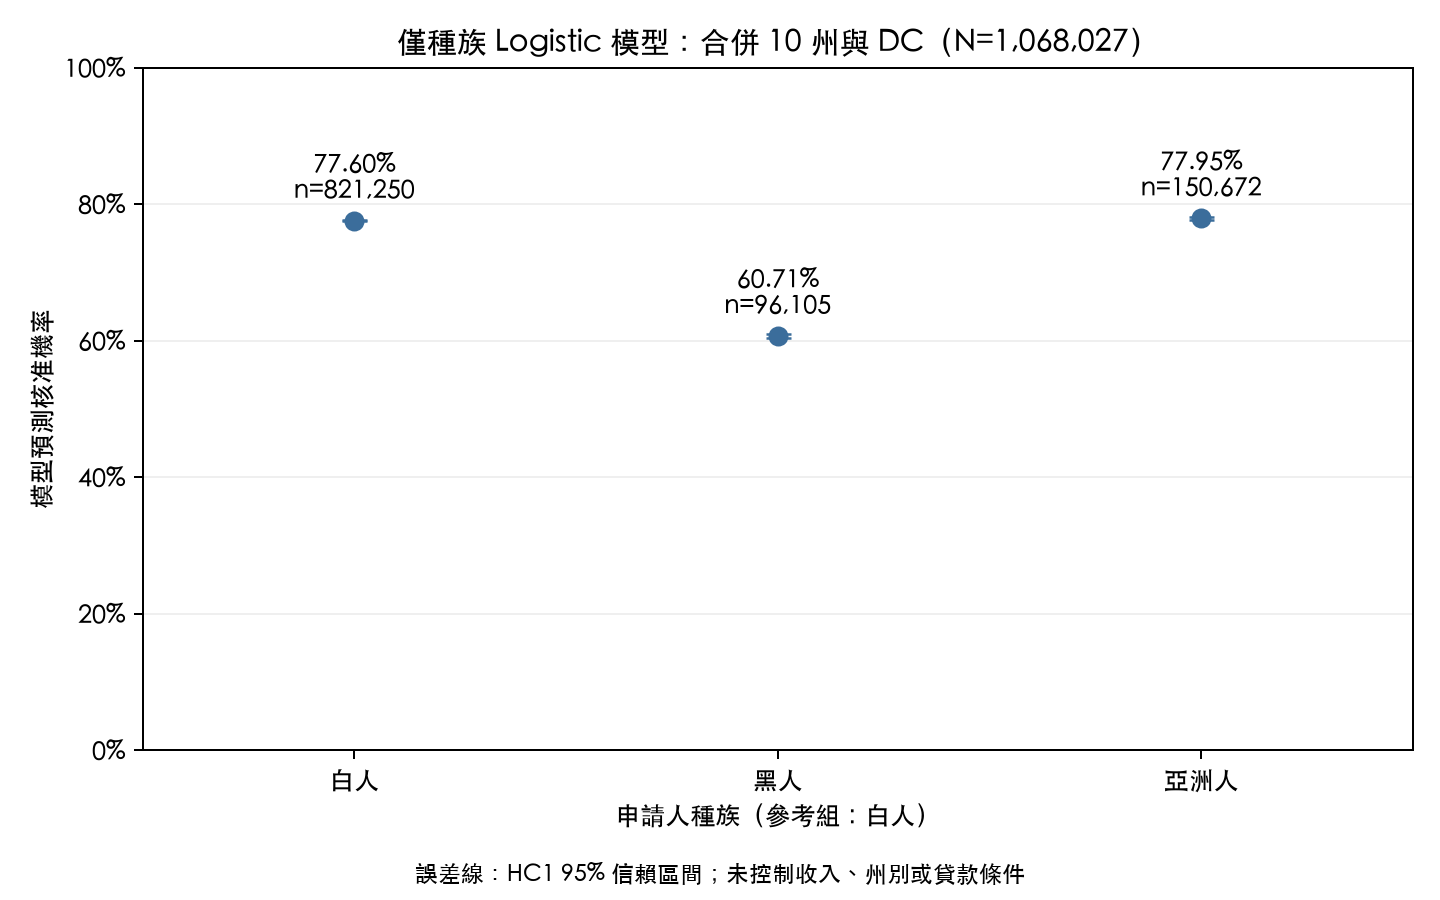 僅種族 Logistic 模型：合併 10 州與 DC（N=1,068,027）
100%
80%
60%
40%
20%
0%
模型預測核准機率
77.60%
n=821,250
60.71%
n=96,105
77.95%
n=150,672
白人
黑人
亞洲人
申請人種族（參考組：白人）
誤差線：HC1 95% 信賴區間；未控制收入、州別或貸款條件